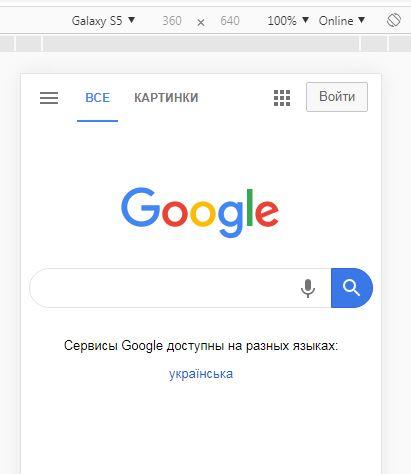 Galaxy S5 360 × 640 100% Online
ВСЕ КАРТИНКИ Войти
Google
Сервисы Google доступны на разных языках:
українська